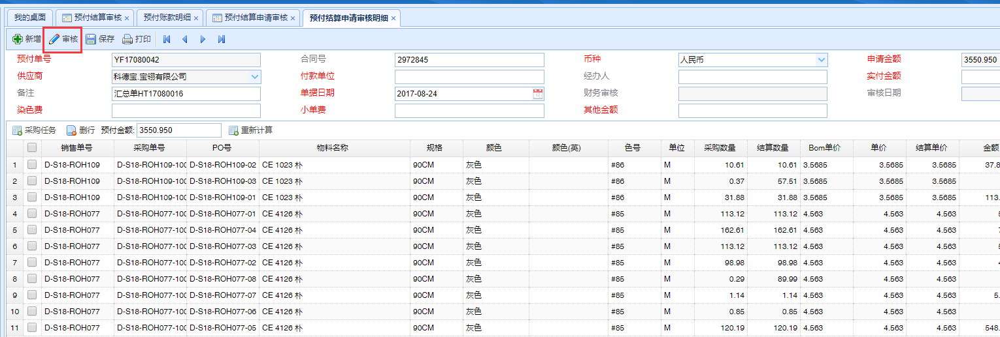 我的桌面 预付结算审核 预付账款明细 预付结算申请审核 预付结算申请审核明细
新增 审核 保存 打印
预付单号 YF17080042 合同号 2972845 币种 人民币 申请金额 3550.950
供应商 科德宝.宝翎有限公司 付款单位 经办人 实付金额
备注 汇总单HT17080016 单据日期 2017-08-24 财务审核 审核日期
染色费 小单费 其他金额
采购任务 删行 预付金额: 3550.950 重新计算
销售单号 采购单号 PO号 物料名称 规格 颜色 颜色(英) 色号 单位 采购数量 结算数量 Bom单价 单价 结算单价 金额
1 D-S18-ROH109 D-S18-ROH109-100 D-S18-ROH109-02 CE 1023 朴 90CM 灰色 #86 M 10.61 10.61 3.5685 3.5685 3.5685 37.8
2 D-S18-ROH109 D-S18-ROH109-100 D-S18-ROH109-03 CE 1023 朴 90CM 灰色 #86 M 0.37 57.51 3.5685 3.5685 3.5685
3 D-S18-ROH109 D-S18-ROH109-100 D-S18-ROH109-01 CE 1023 朴 90CM 灰色 #86 M 31.88 31.88 3.5685 3.5685 3.5685 113.
4 D-S18-ROH077 D-S18-ROH077-100 D-S18-ROH077-01 CE 4126 朴 90CM 灰色 #85 M 113.12 113.12 4.563 4.563 4.563
5 D-S18-ROH077 D-S18-ROH077-100 D-S18-ROH077-04 CE 4126 朴 90CM 灰色 #85 M 162.61 162.61 4.563 4.563 4.563
6 D-S18-ROH077 D-S18-ROH077-100 D-S18-ROH077-03 CE 4126 朴 90CM 灰色 #85 M 113.12 113.12 4.563 4.563 4.563
7 D-S18-ROH077 D-S18-ROH077-100 D-S18-ROH077-02 CE 4126 朴 90CM 灰色 #85 M 98.98 98.98 4.563 4.563 4.563
8 D-S18-ROH077 D-S18-ROH077-100 D-S18-ROH077-08 CE 4126 朴 90CM 灰色 #85 M 0.29 89.99 4.563 4.563 4.563
9 D-S18-ROH077 D-S18-ROH077-100 D-S18-ROH077-07 CE 4126 朴 90CM 灰色 #85 M 1.14 1.14 4.563 4.563 4.563 5.
10 D-S18-ROH077 D-S18-ROH077-100 D-S18-ROH077-06 CE 4126 朴 90CM 灰色 #85 M 0.85 0.85 4.563 4.563 4.563
11 D-S18-ROH077 D-S18-ROH077-100 D-S18-ROH077-05 CE 4126 朴 90CM 灰色 #85 M 120.19 120.19 4.563 4.563 4.563 548.